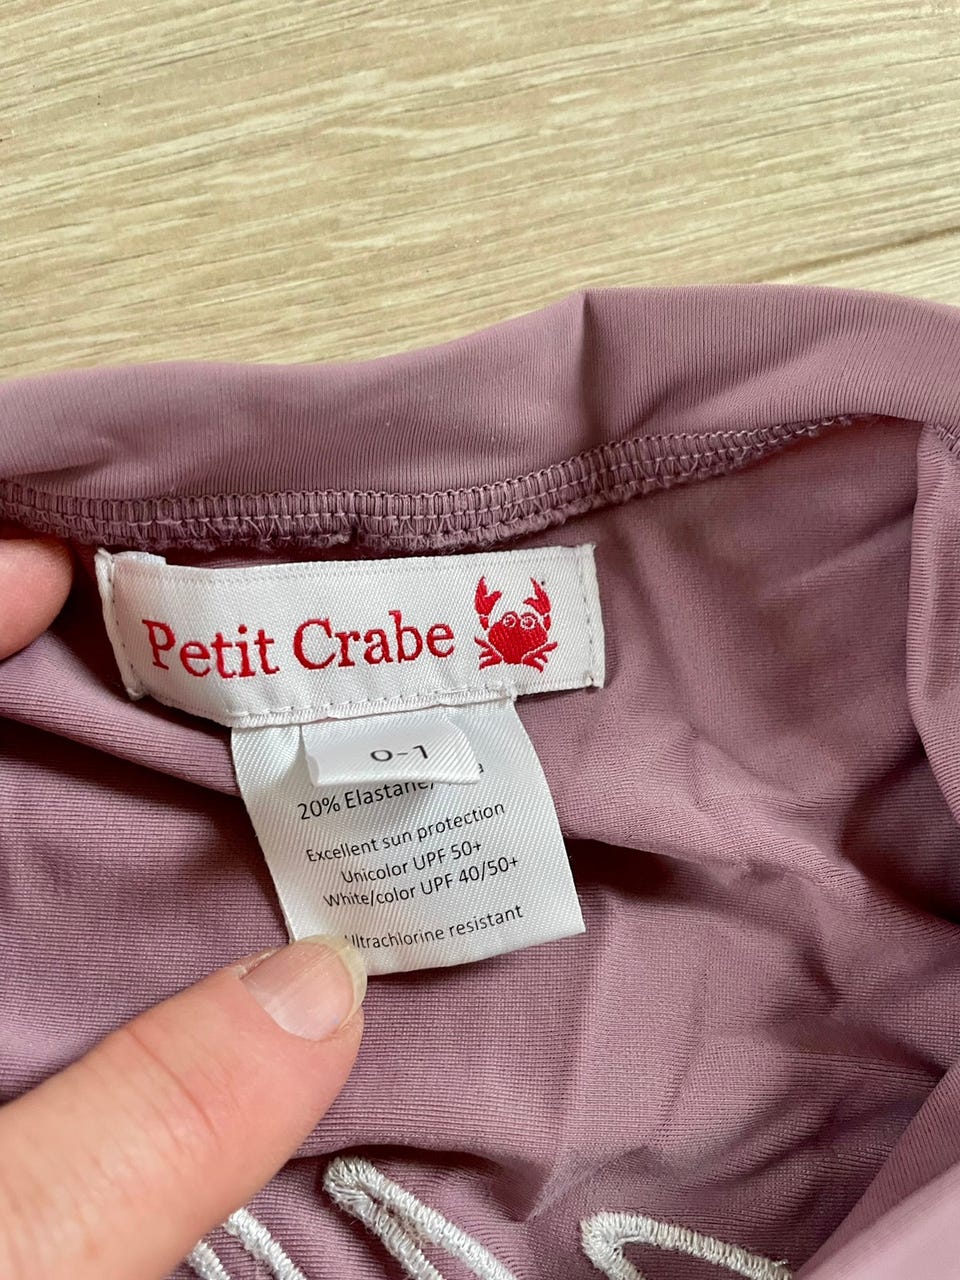 Petit Crabe
0-1
20% Elastane/
Excellent sun protection
Unicolor UPF 50+
White/color UPF 40/50+
Ultrachlorine resistant